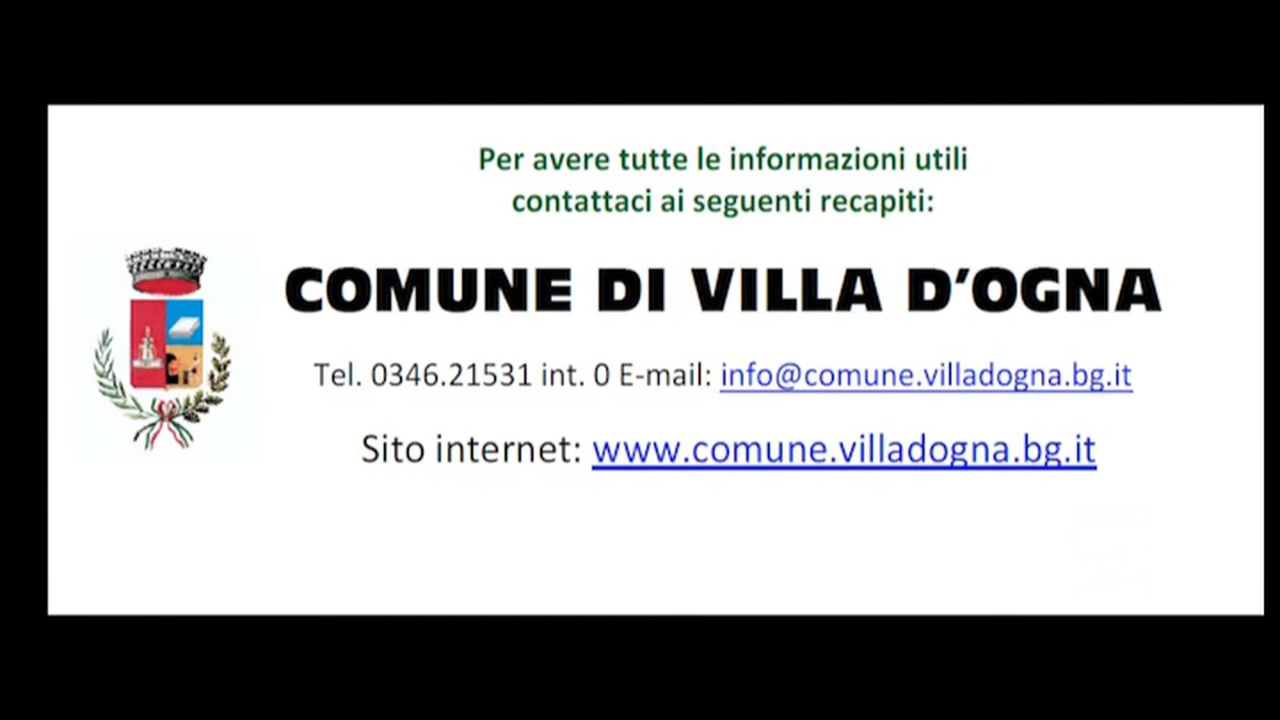 Per avere tutte le informazioni utili
contattaci ai seguenti recapiti:
COMUNE DI VILLA D'OGNA
Tel. 0346.21531 int. 0 E-mail: info@comune.villadogna.bg.it
Sito internet: www.comune.villadogna.bg.it